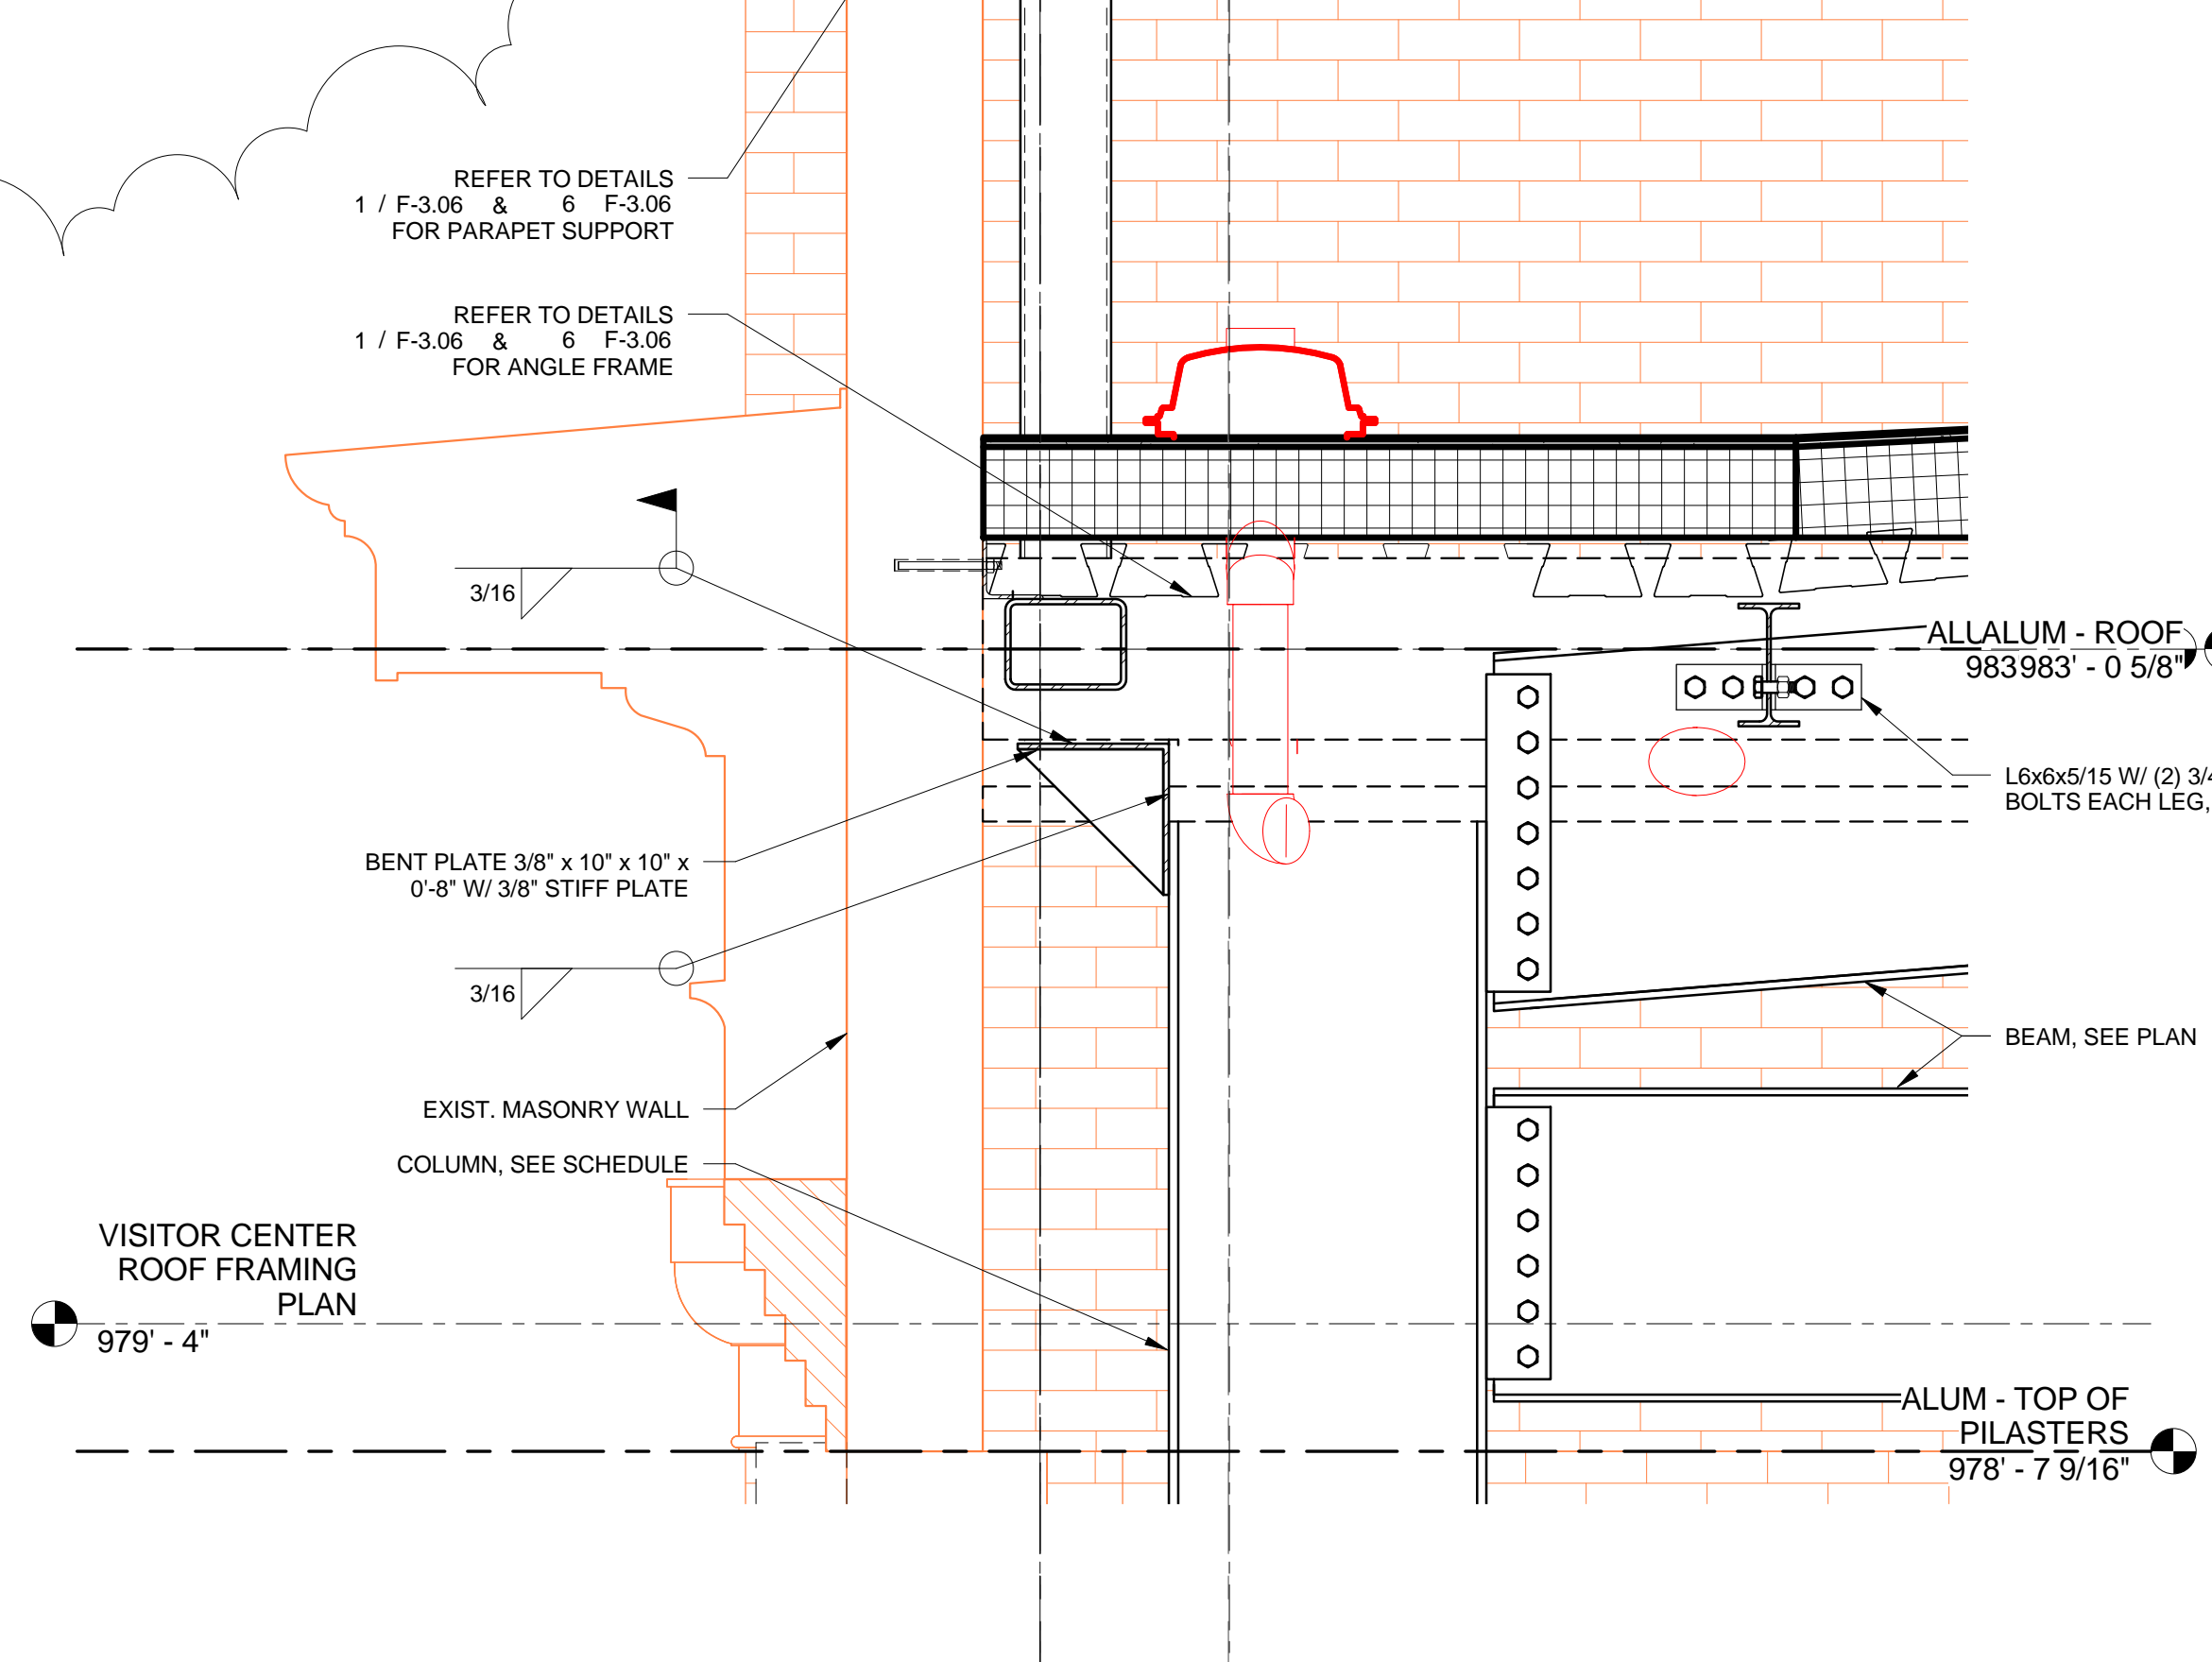 REFER TO DETAILS
1 / F-3.06 & 6 F-3.06
FOR PARAPET SUPPORT
REFER TO DETAILS
1 / F-3.06 & 6 F-3.06
FOR ANGLE FRAME
3/16
BENT PLATE 3/8" x 10" x 10" x
0'-8" W/ 3/8" STIFF PLATE
3/16
EXIST. MASONRY WALL
COLUMN, SEE SCHEDULE
VISITOR CENTER
ROOF FRAMING
PLAN
979' - 4"
ALUALUM - ROOF
983983' - 0 5/8"
L6x6x5/15 W/ (2) 3/4
BOLTS EACH LEG,
BEAM, SEE PLAN
ALUM - TOP OF
PILASTERS
978' - 7 9/16"